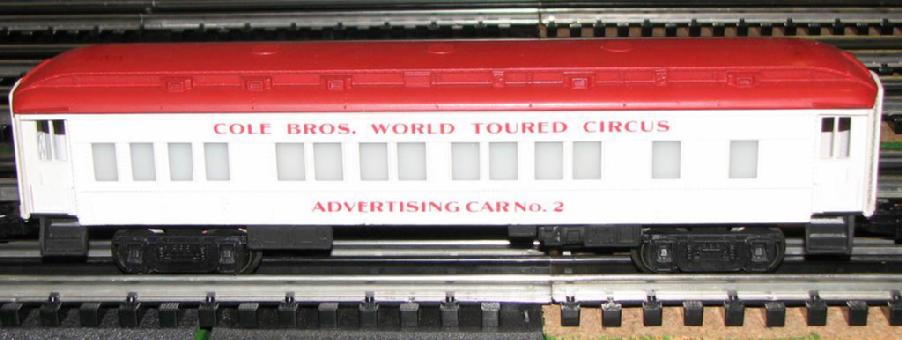 COLE BROS. WORLD TOURED CIRCUS
ADVERTISING CAR No. 2